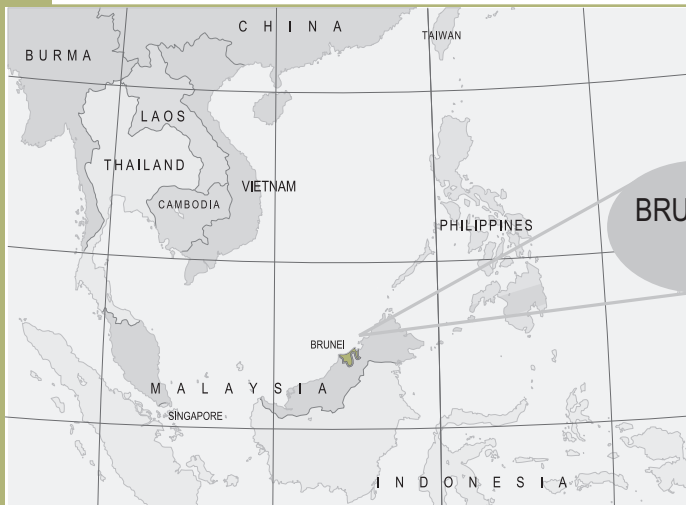 CHINA
TAIWAN
BURMA
LAOS
THAILAND
VIETNAM
CAMBODIA
BRU
PHILIPPINES
BRUNEI
MALAYSIA
SINGAPORE
INDONESIA